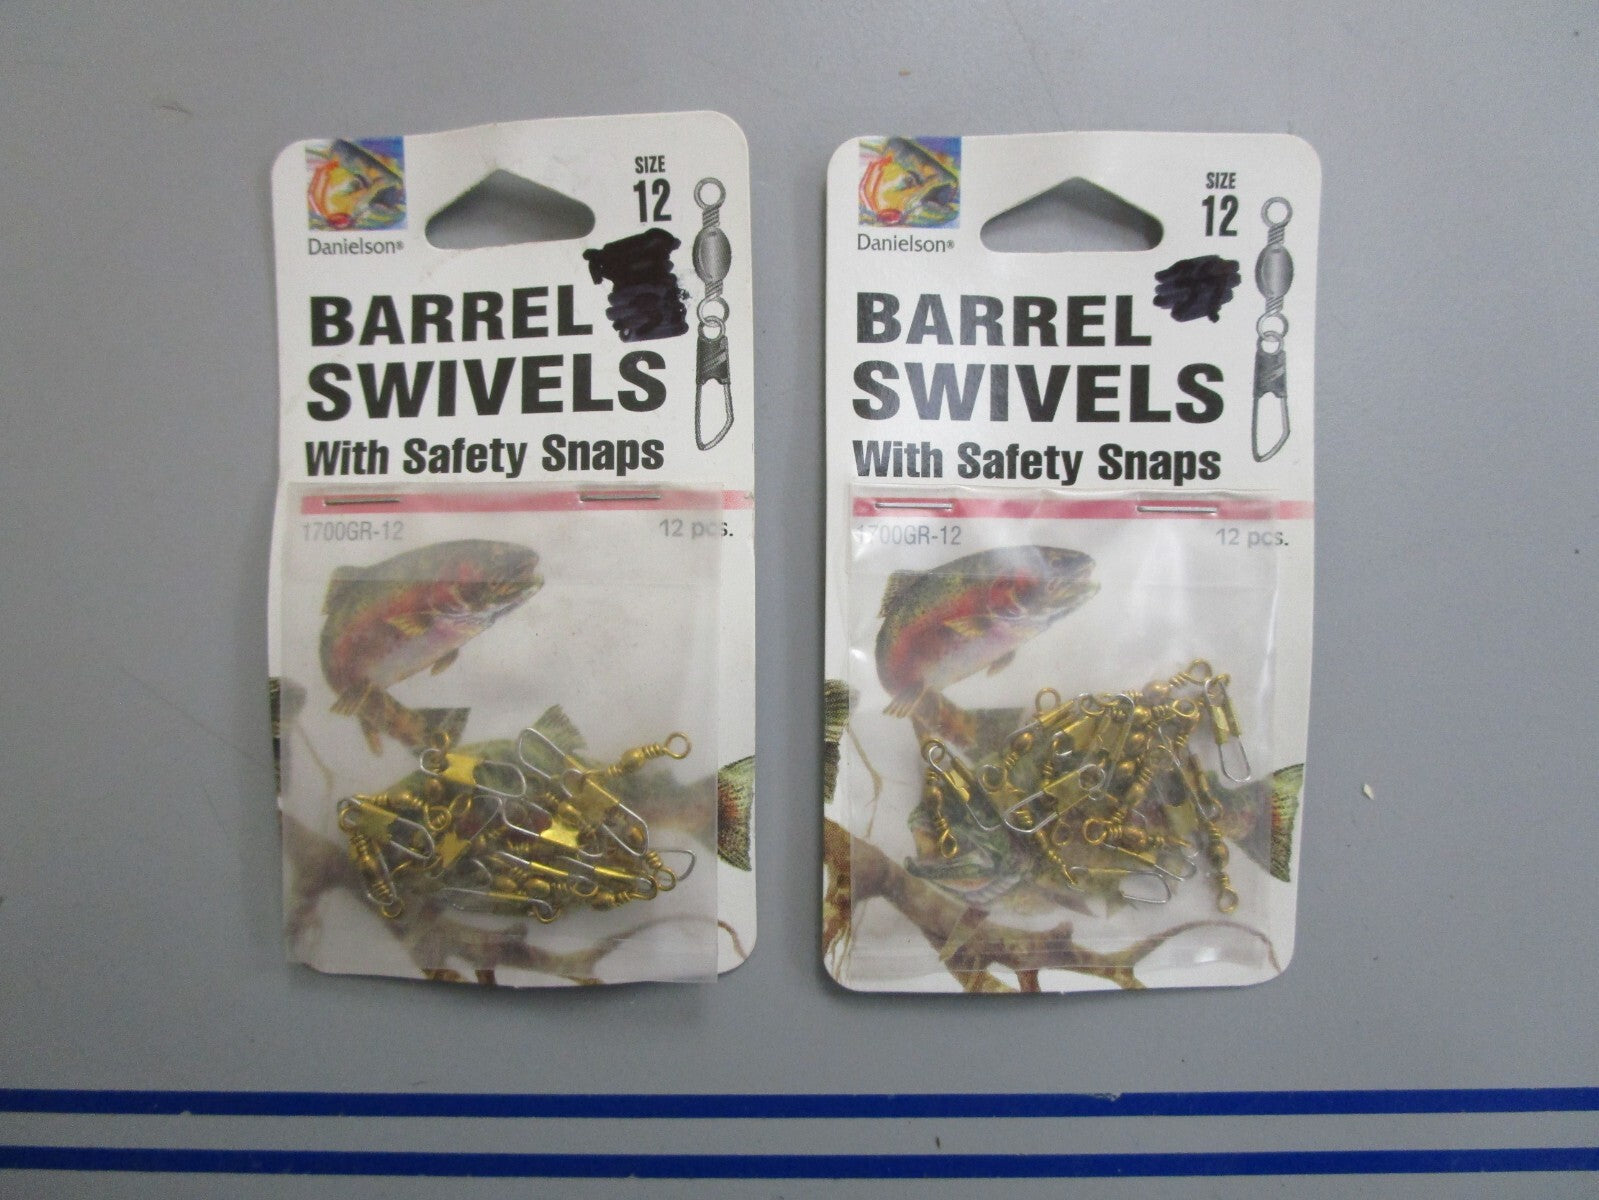 Danielson®
SIZE
12
BARREL
SWIVELS
With Safety Snaps
1700GR-12
12 pcs.
Danielson®
SIZE
12
BARREL
SWIVELS
With Safety Snaps
1700GR-12
12 pcs.